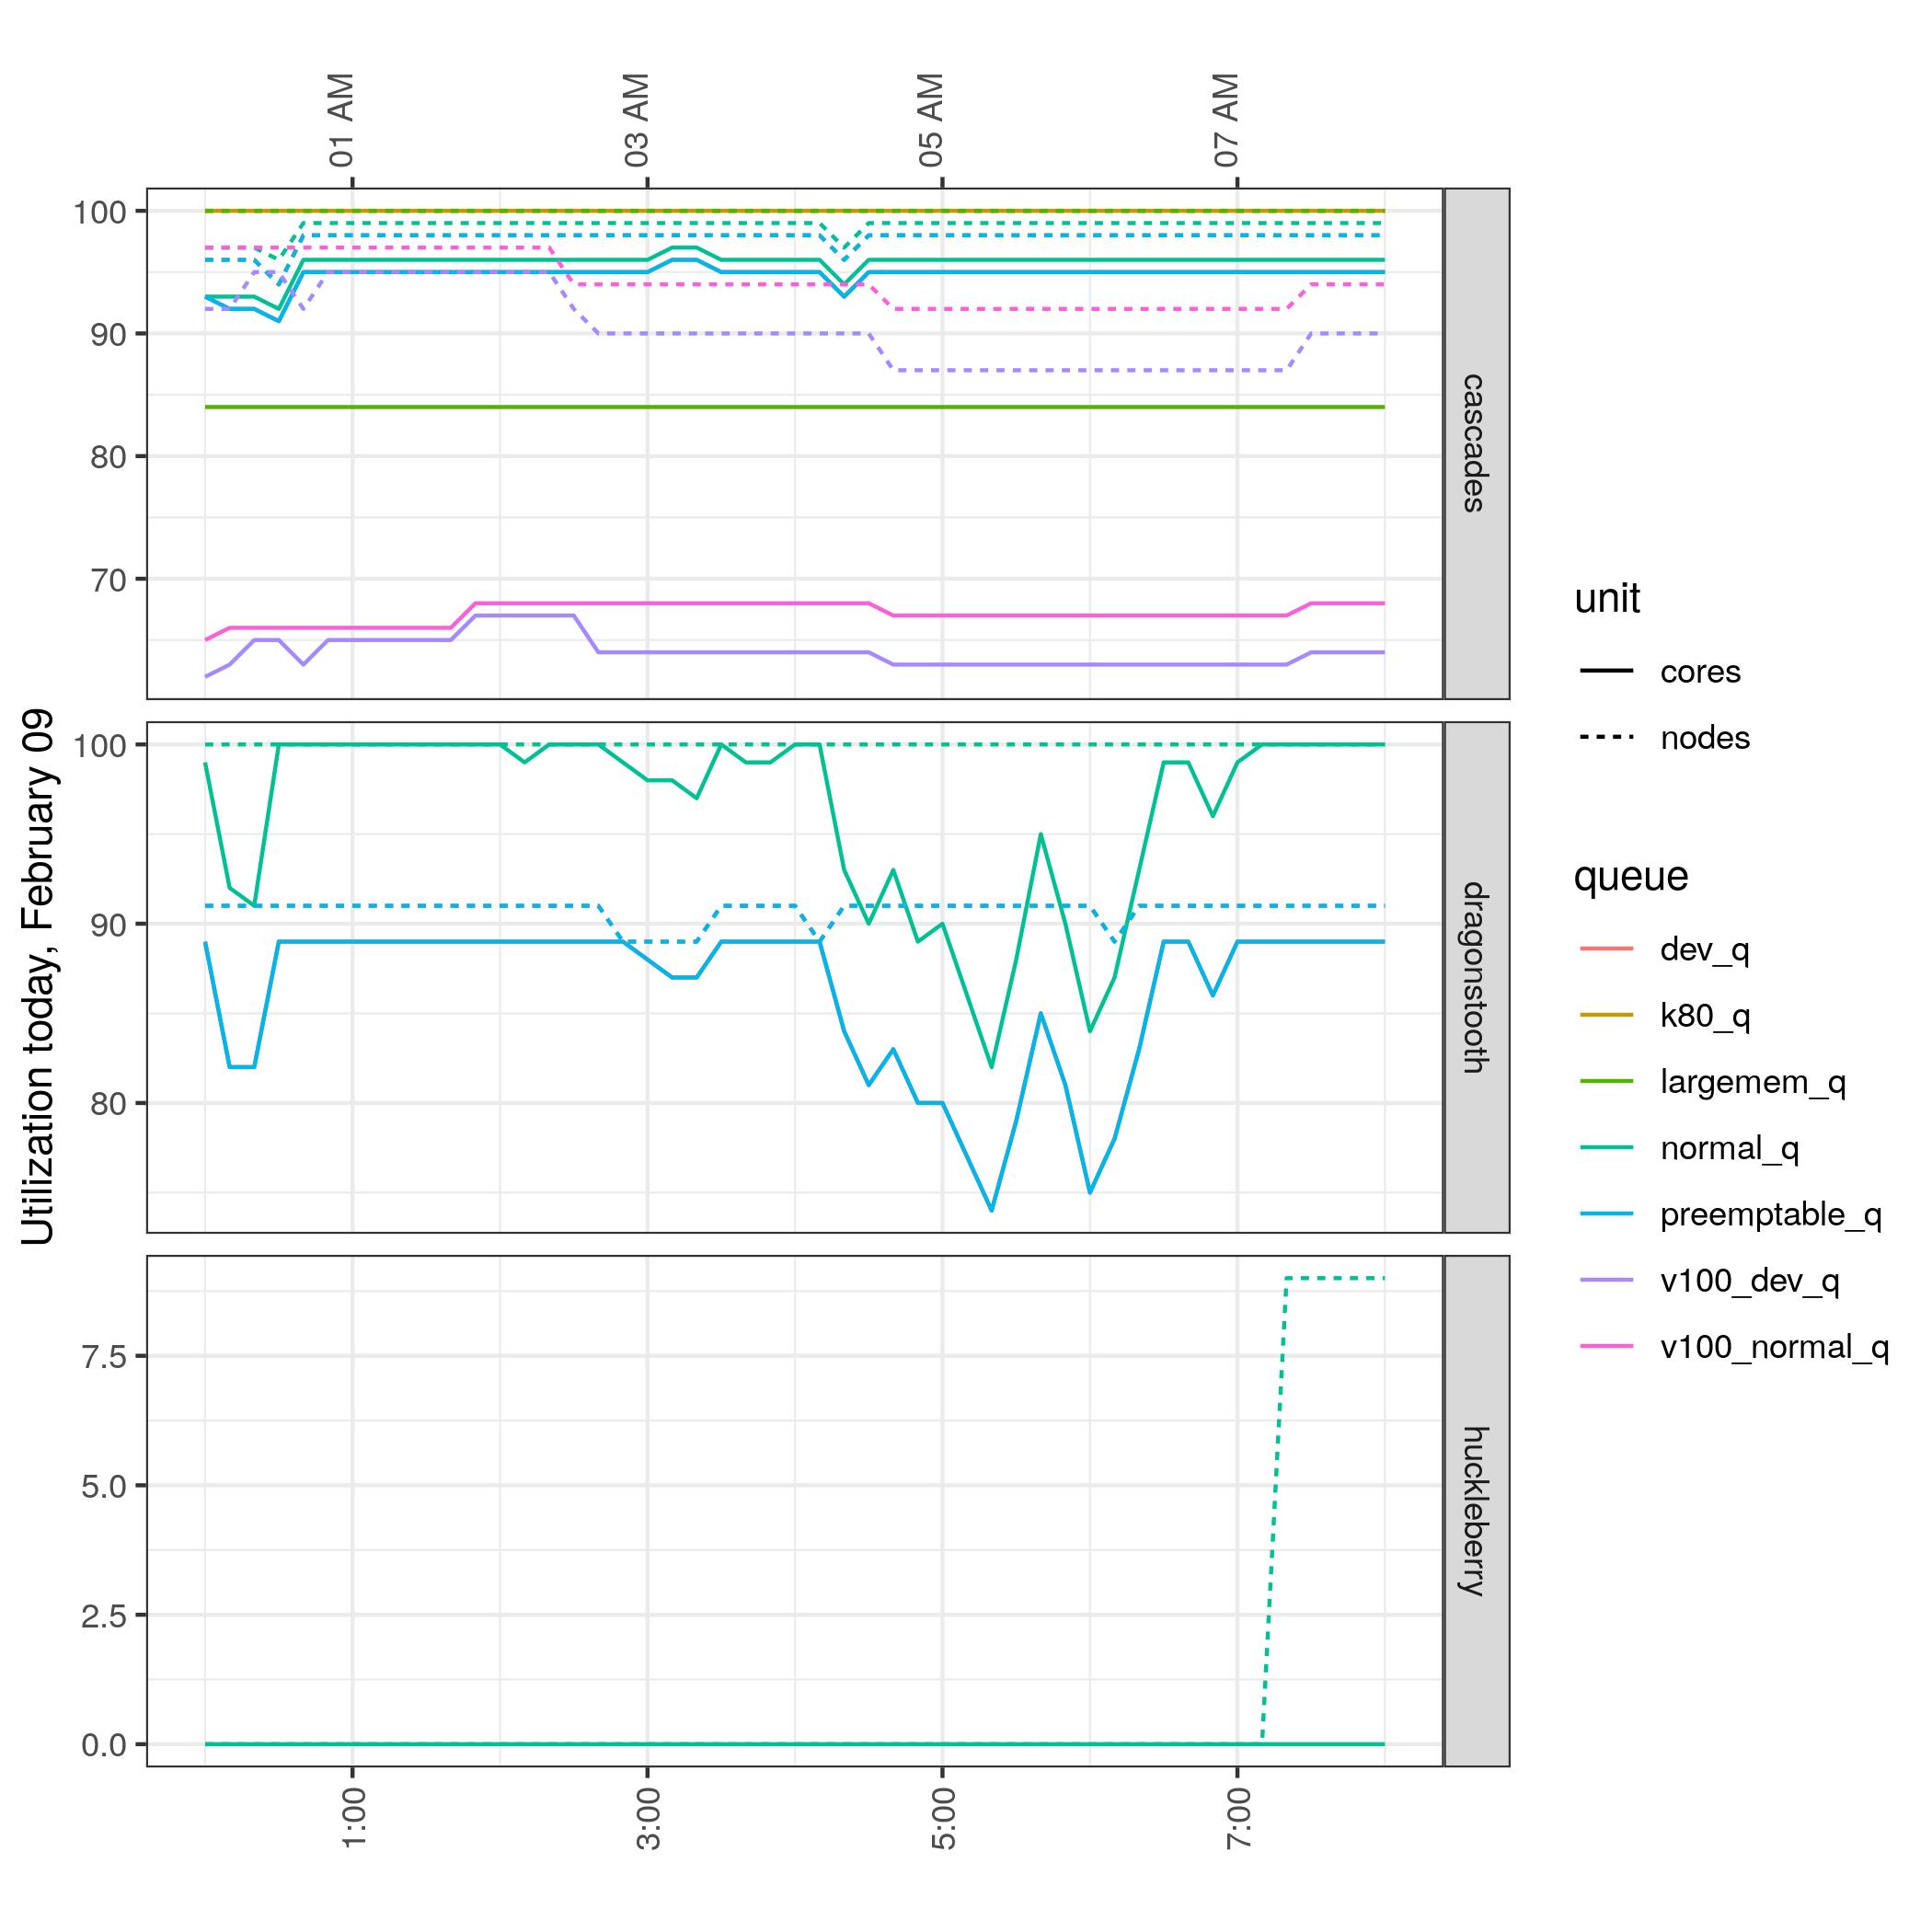 01 AM
03 AM
05 AM
07 AM
Utilization today, February 09
100
90
80
70
cascades
100
90
80
dragonstooth
7.5
5.0
2.5
0.0
huckleberry
1:00
3:00
5:00
7:00
unit
cores
nodes
queue
dev_q
k80_q
largemem_q
normal_q
preemptable_q
v100_dev_q
v100_normal_q